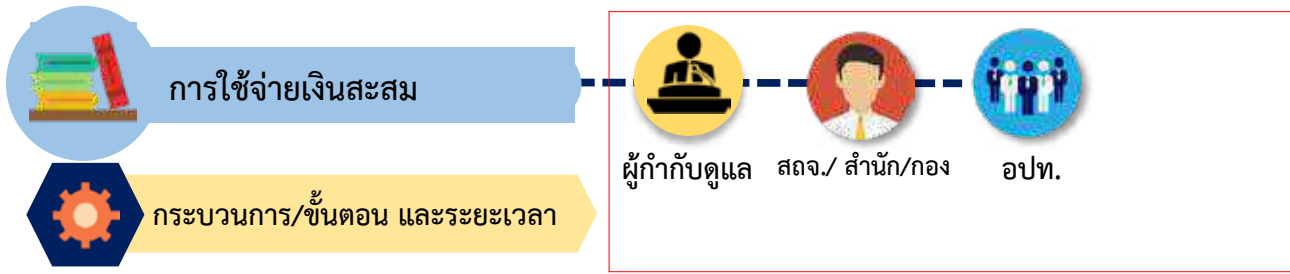 การใช้จ่ายเงินสะสม
ผู้กำกับดูแล
สถจ./ สำนัก/กอง
อปท.
กระบวนการ/ขั้นตอน และระยะเวลา